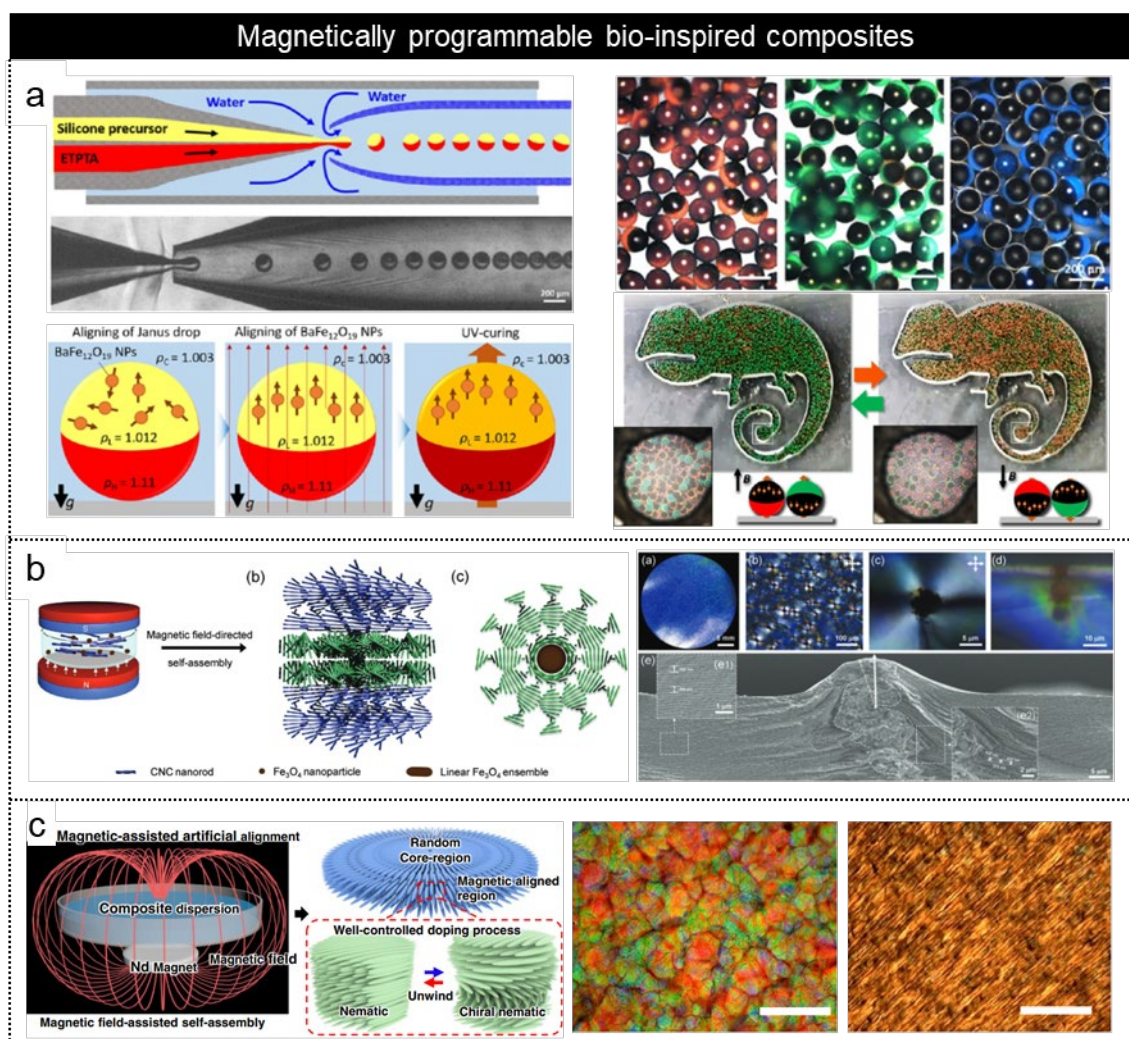 Magnetically programmable bio-inspired composites
a
Water
Water
Silicone precursor
ETPTA
200 μm
200 μm
Aligning of Janus drop
Aligning of BaFe12O19 NPs
UV-curing
BaFe12O19 NPs
ρC = 1.003
ρc = 1.003
ρc = 1.003
ρL = 1.012
ρL = 1.012
ρL = 1.012
ρH = 1.11
ρH = 1.11
ρH = 1.11
g
g
g
B
B
b
(b)
(c)
S
N
Magnetic field-directed
self-assembly
CNC nanorod
Fe3O4 nanoparticle
Linear Fe3O4 ensemble
(a)
(b)
(c)
(d)
5 mm
100 μm
5 μm
10 μm
(e)
(e1)
1 μm
(e2)
2 μm
5 μm
c
Magnetic-assisted artificial alignment
Composite dispersion
Nd Magnet
Magnetic field
Magnetic field-assisted self-assembly
Random
Core-region
Magnetic aligned
region
Well-controlled doping process
Unwind
Nematic
Chiral nematic